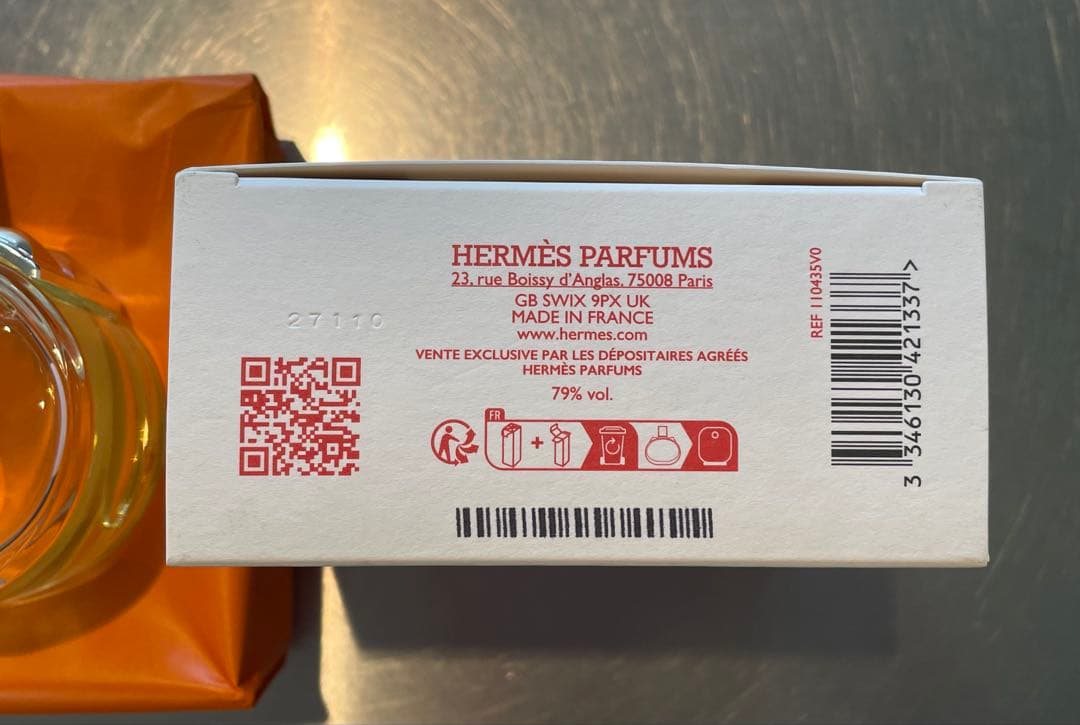 HERMÈS PARFUMS
23, rue Boissy d'Anglas, 75008 Paris
GB SWIX 9PX UK
MADE IN FRANCE
www.hermes.com
VENTE EXCLUSIVE PAR LES DÉPOSITAIRES AGRÉÉS
HERMÈS PARFUMS
79% vol.
27110
FR
REF 110435V0
3 346130 421337 >